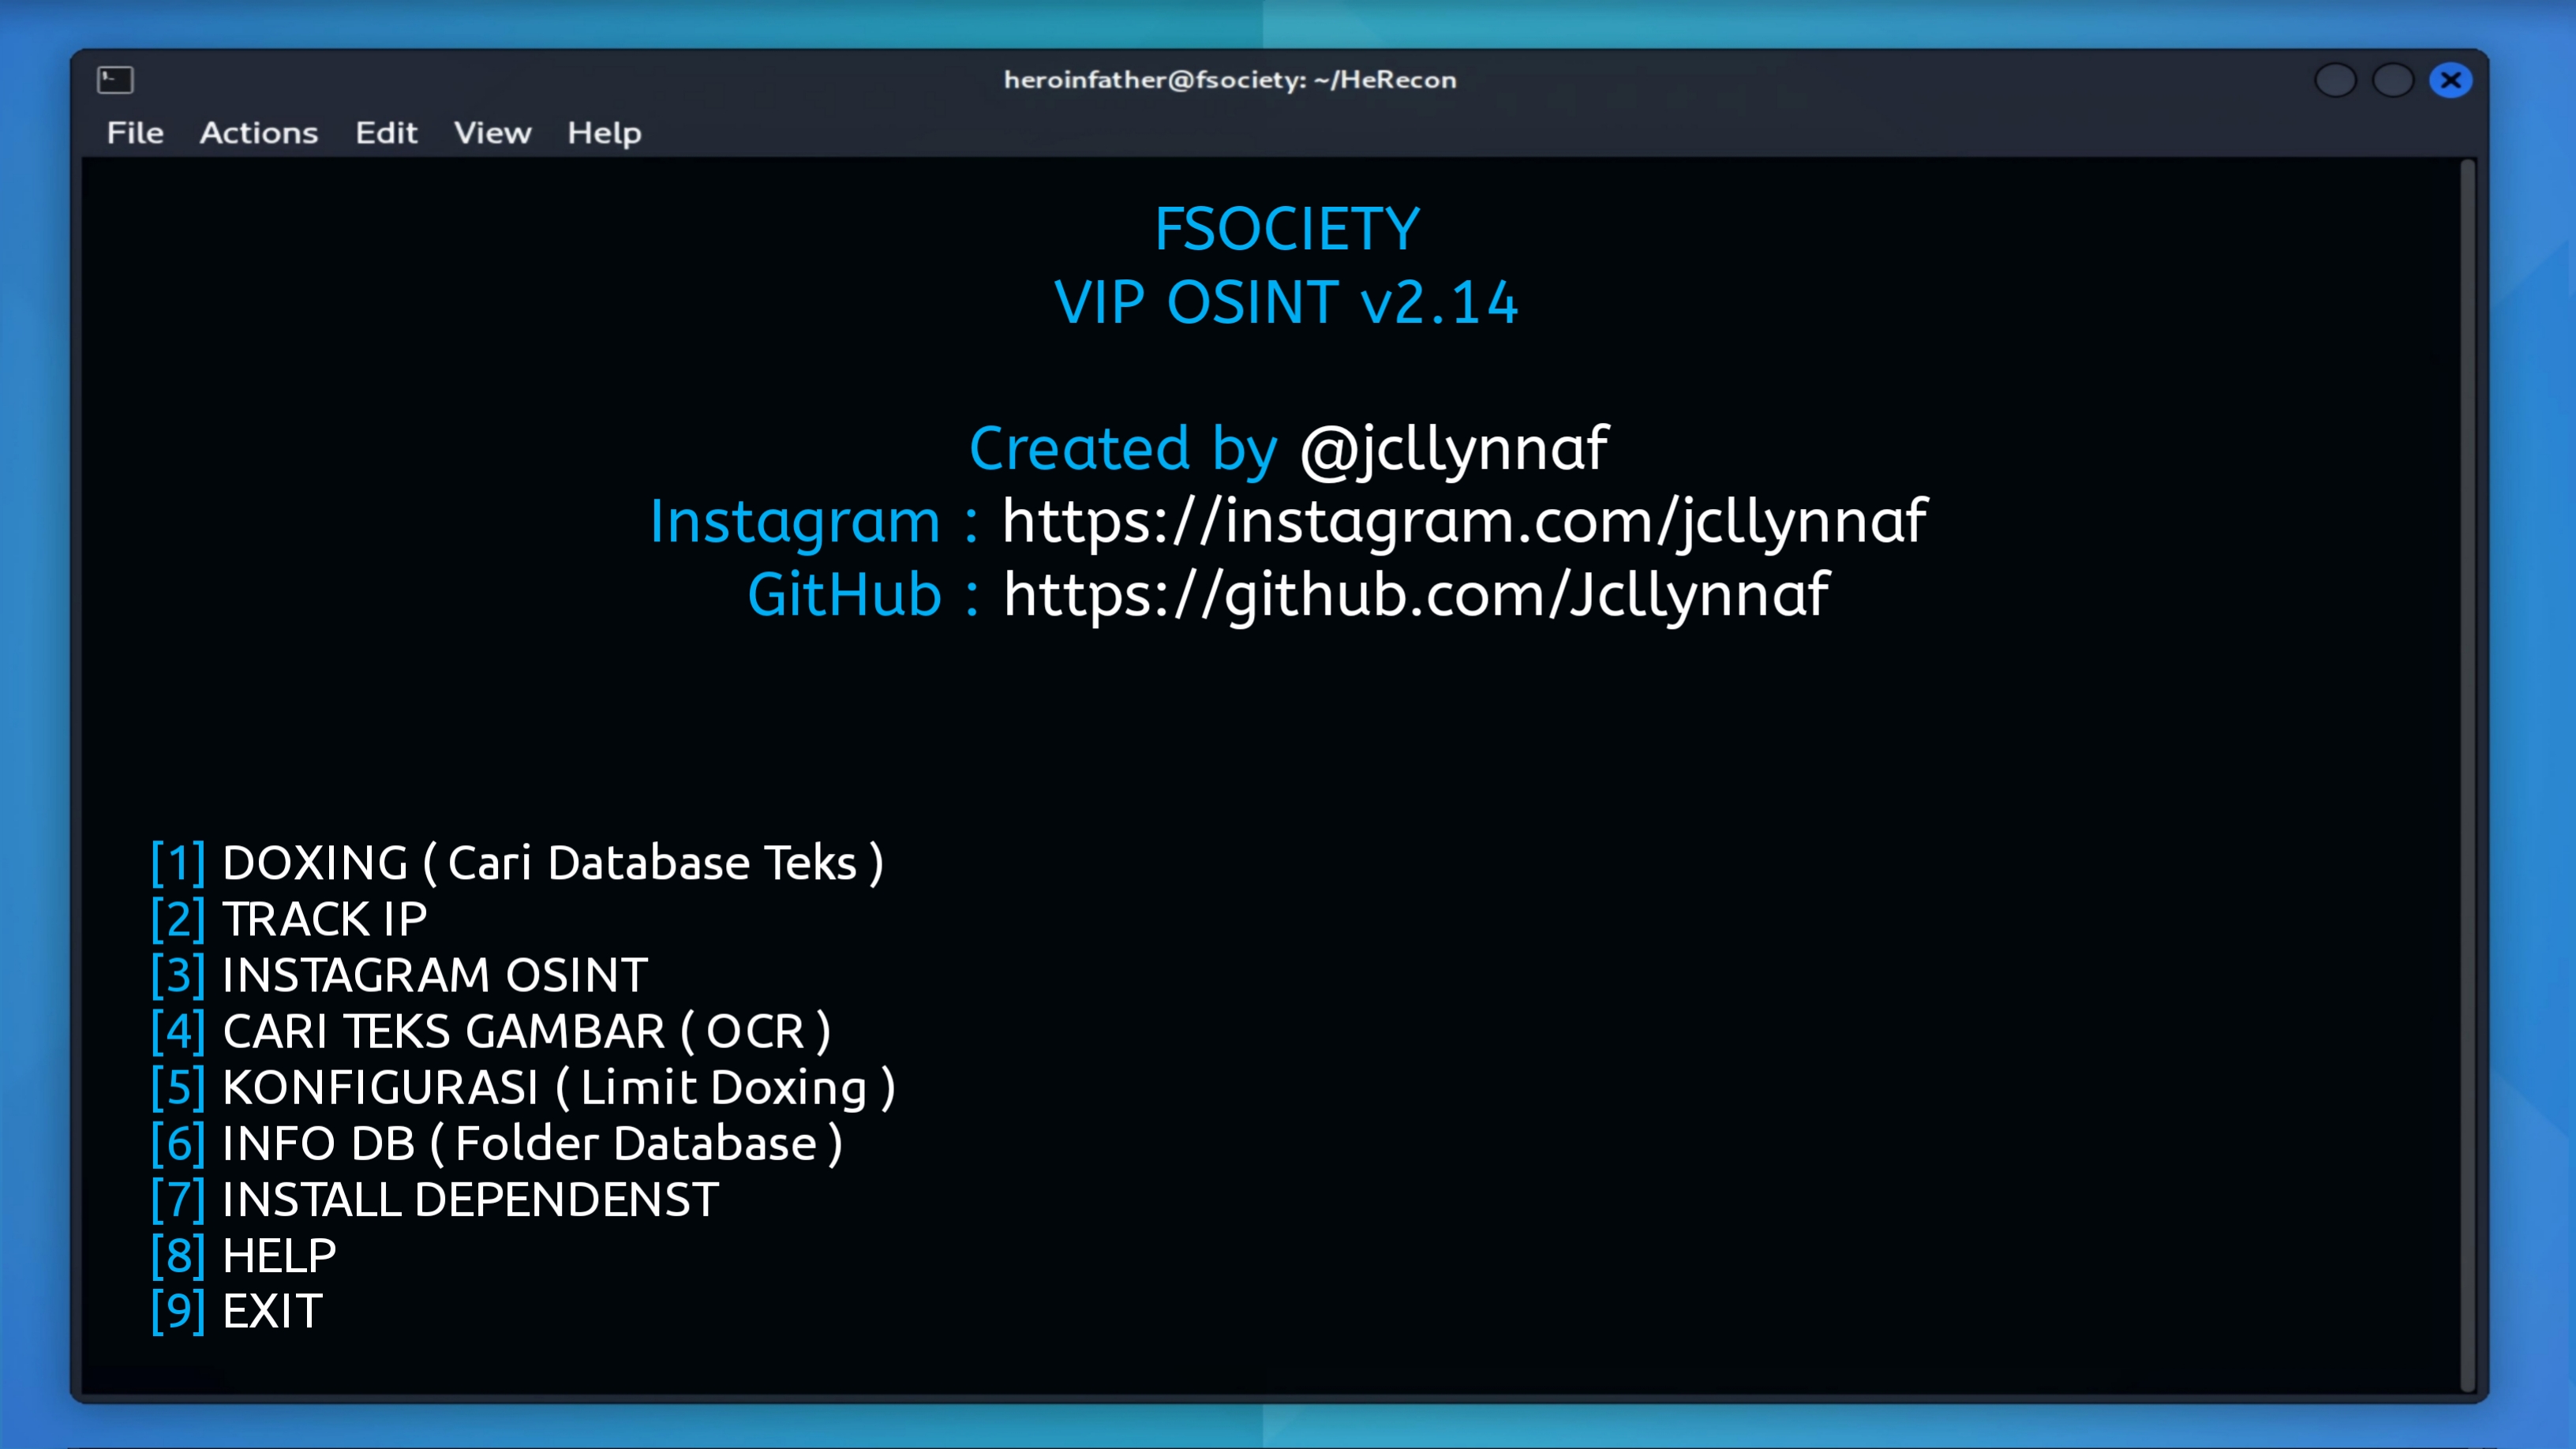 heroinfather@fsociety: ~/HeRecon
File Actions Edit View Help
FSOCIETY
VIP OSINT v2.14
Created by @jcllynnaf
Instagram : https://instagram.com/jcllynnaf
GitHub : https://github.com/Jcllynnaf
[1] DOXING ( Cari Database Teks )
[2] TRACK IP
[3] INSTAGRAM OSINT
[4] CARI TEKS GAMBAR ( OCR )
[5] KONFIGURASI ( Limit Doxing )
[6] INFO DB ( Folder Database )
[7] INSTALL DEPENDENST
[8] HELP
[9] EXIT